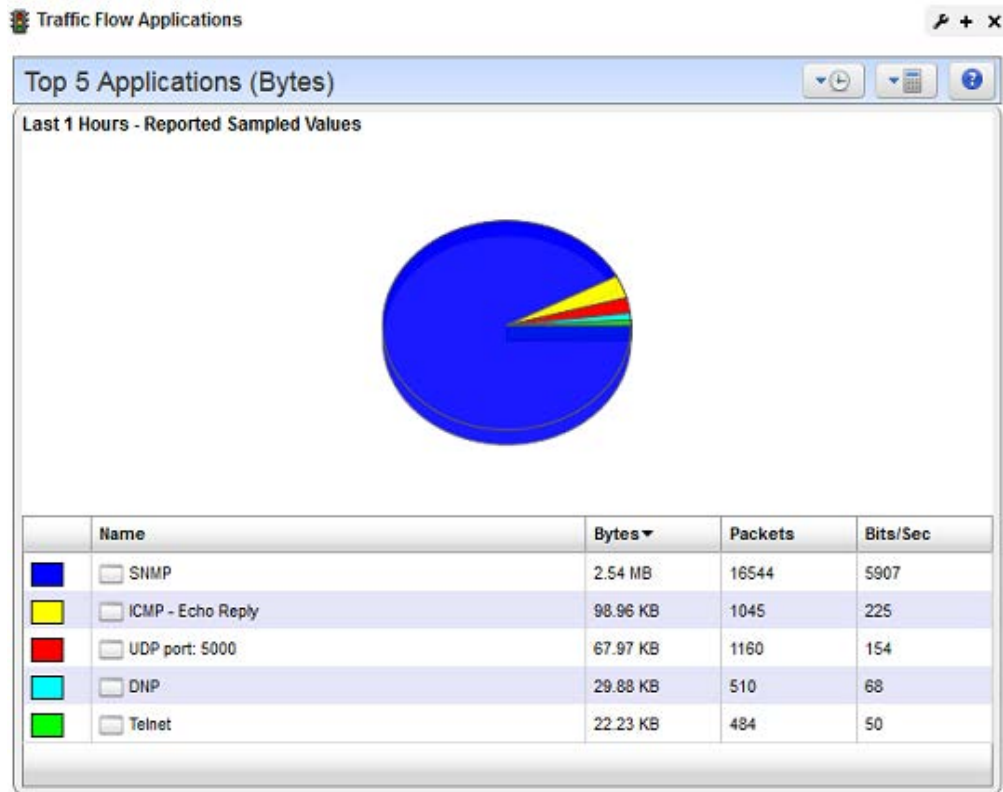 Traffic Flow Applications
Top 5 Applications (Bytes)
Last 1 Hours - Reported Sampled Values
Name Bytes Packets Bits/Sec
SNMP 2.54 MB 16544 5907
ICMP - Echo Reply 98.96 KB 1045 225
UDP port: 5000 67.97 KB 1160 154
DNP 29.88 KB 510 68
Telnet 22.23 KB 484 50